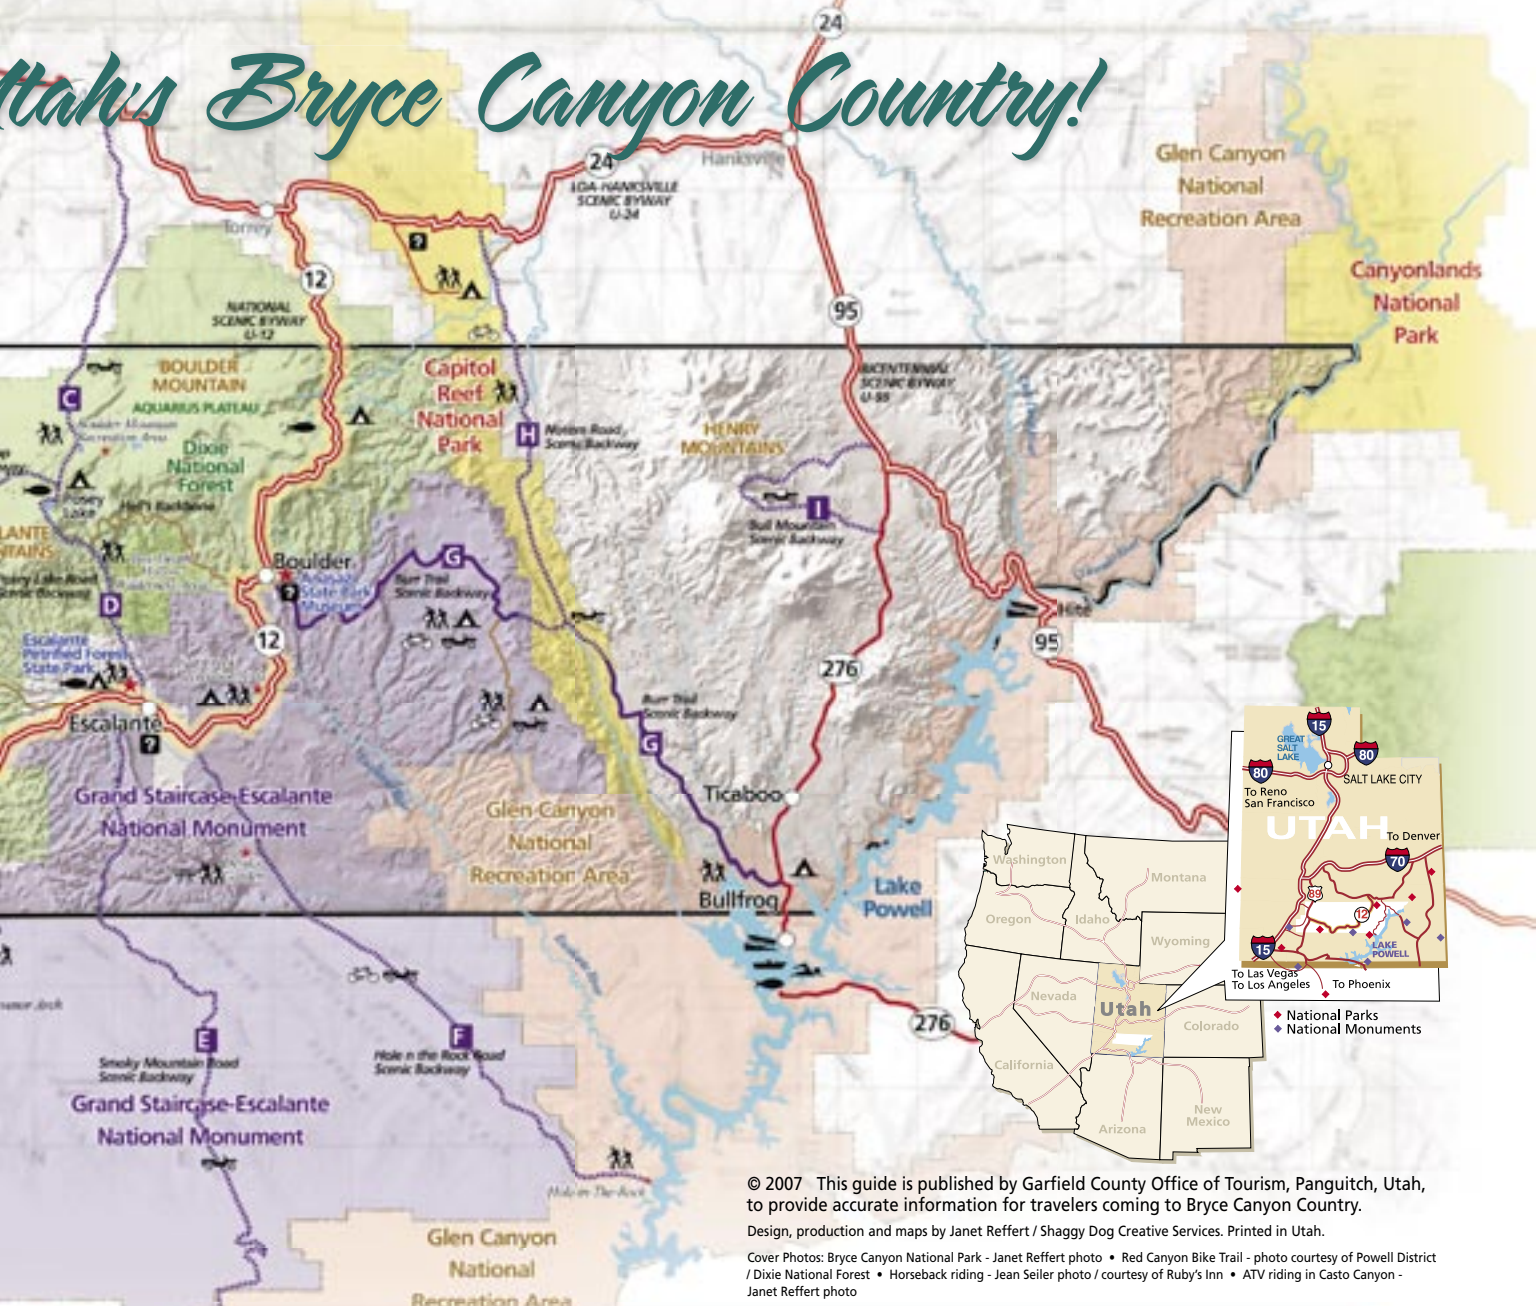 Utah's Bryce Canyon Country!
24
Glen Canyon
National
Recreation Area
Canyonlands
National
Park
24
LOA-HANKSVILLE
SCENIC BYWAY
U-24
Hanksville
Torrey
12
NATIONAL
SCENIC BYWAY
U-12
95
BICENTENNIAL
SCENIC BYWAY
U-95
BOULDER
MOUNTAIN
AQUARIUS PLATEAU
C
Boulder Mountain
Recreation Area
Dixie
National
Forest
Capitol
Reef
National
Park
H
Notom Road
Scenic Backway
HENRY
MOUNTAINS
I
Bull Mountain
Scenic Backway
Posey
Lake
Hell's Backbone
D
Boulder
Anasazi
State Park
Museum
G
Burr Trail
Scenic Backway
Hite
12
95
276
Escalante
Petrified Forest
State Park
Escalante
Burr Trail
Scenic Backway
G
Ticaboo
Grand Staircase-Escalante
National Monument
Glen Canyon
National
Recreation Area
Bullfrog
Lake
Powell
E
Smoky Mountain Road
Scenic Backway
F
Hole n the Rock Road
Scenic Backway
Grand Staircase-Escalante
National Monument
276
Hole-in-The-Rock
Glen Canyon
National
Recreation Area
15
GREAT
SALT
LAKE
80
80
SALT LAKE CITY
To Reno
San Francisco
UTAH
To Denver
70
89
12
15
LAKE
POWELL
To Las Vegas
To Los Angeles
To Phoenix
National Parks
National Monuments
Washington
Montana
Oregon
Idaho
Wyoming
Nevada
Utah
Colorado
California
Arizona
New
Mexico
© 2007 This guide is published by Garfield County Office of Tourism, Panguitch, Utah,
to provide accurate information for travelers coming to Bryce Canyon Country.
Design, production and maps by Janet Reffert / Shaggy Dog Creative Services. Printed in Utah.
Cover Photos: Bryce Canyon National Park - Janet Reffert photo • Red Canyon Bike Trail - photo courtesy of Powell District
/ Dixie National Forest • Horseback riding - Jean Seiler photo / courtesy of Ruby's Inn • ATV riding in Casto Canyon -
Janet Reffert photo